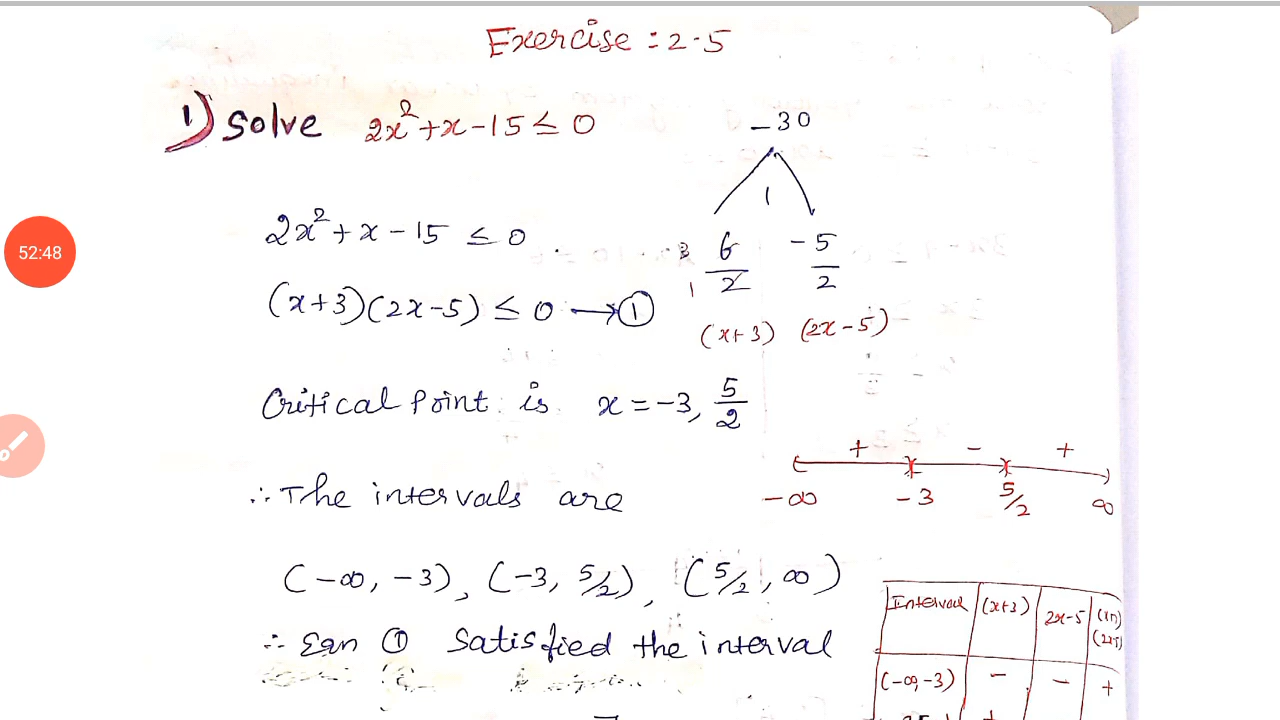 Exercise : 2.5
1) Solve 2x²+x-15 ≤ 0
-30
1
2x²+x-15 ≤ 0
6/2 -5/2
(x+3)(2x-5) ≤ 0 → ①
(x+3) (2x-5)
52:48
Critical Point is x = -3, 5/2
+ - +
-∞ -3 5/2 ∞
∴ The intervals are
(-∞, -3), (-3, 5/2), (5/2, ∞)
Interval (x+3) 2x-5
∴ Eqn ① Satisfied the interval
(-∞,-3) - - +